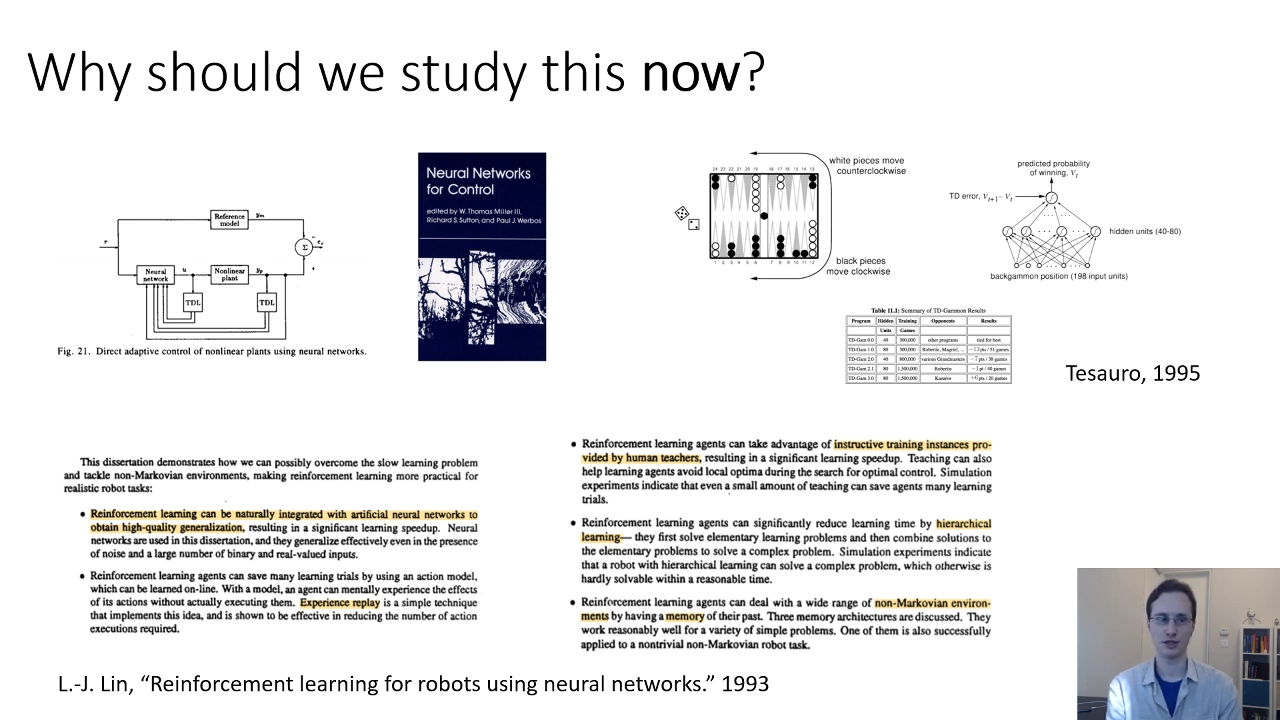 Why should we study this now?
Reference
model
Neural
network
Nonlinear
plant
TDL
TDL
Fig. 21. Direct adaptive control of nonlinear plants using neural networks.
Neural Networks
for Control
edited by W. Thomas Miller III,
Richard S. Sutton, and Paul J. Werbos
24 23 22 21 20 19 18 17 16 15 14 13
1 2 3 4 5 6 7 8 9 10 11 12
white pieces move
counterclockwise
black pieces
move clockwise
predicted probability
of winning, Vt
TD error, Vt+1 − Vt
hidden units (40-80)
backgammon position (198 input units)
Table 11.1: Summary of TD-Gammon Results
Program Hidden Training Opponents Results
Units Games
TD-Gam 0.0 40 300,000 other programs tied for best
TD-Gam 1.0 80 300,000 Robertie, Magriel, ... −13 pts / 51 games
TD-Gam 2.0 40 800,000 various Grandmasters −7 pts / 38 games
TD-Gam 2.1 80 1,500,000 Robertie −1 pt / 40 games
TD-Gam 3.0 80 1,500,000 Kazaros +6 pts / 20 games
Tesauro, 1995
This dissertation demonstrates how we can possibly overcome the slow learning problem
and tackle non-Markovian environments, making reinforcement learning more practical for
realistic robot tasks:
• Reinforcement learning can be naturally integrated with artificial neural networks to
obtain high-quality generalization, resulting in a significant learning speedup. Neural
networks are used in this dissertation, and they generalize effectively even in the presence
of noise and a large number of binary and real-valued inputs.
• Reinforcement learning agents can save many learning trials by using an action model,
which can be learned on-line. With a model, an agent can mentally experience the effects
of its actions without actually executing them. Experience replay is a simple technique
that implements this idea, and is shown to be effective in reducing the number of action
executions required.
• Reinforcement learning agents can take advantage of instructive training instances pro-
vided by human teachers, resulting in a significant learning speedup. Teaching can also
help learning agents avoid local optima during the search for optimal control. Simulation
experiments indicate that even a small amount of teaching can save agents many learning
trials.
• Reinforcement learning agents can significantly reduce learning time by hierarchical
learning— they first solve elementary learning problems and then combine solutions to
the elementary problems to solve a complex problem. Simulation experiments indicate
that a robot with hierarchical learning can solve a complex problem, which otherwise is
hardly solvable within a reasonable time.
• Reinforcement learning agents can deal with a wide range of non-Markovian environ-
ments by having a memory of their past. Three memory architectures are discussed. They
work reasonably well for a variety of simple problems. One of them is also successfully
applied to a nontrivial non-Markovian robot task.
L.-J. Lin, “Reinforcement learning for robots using neural networks.” 1993